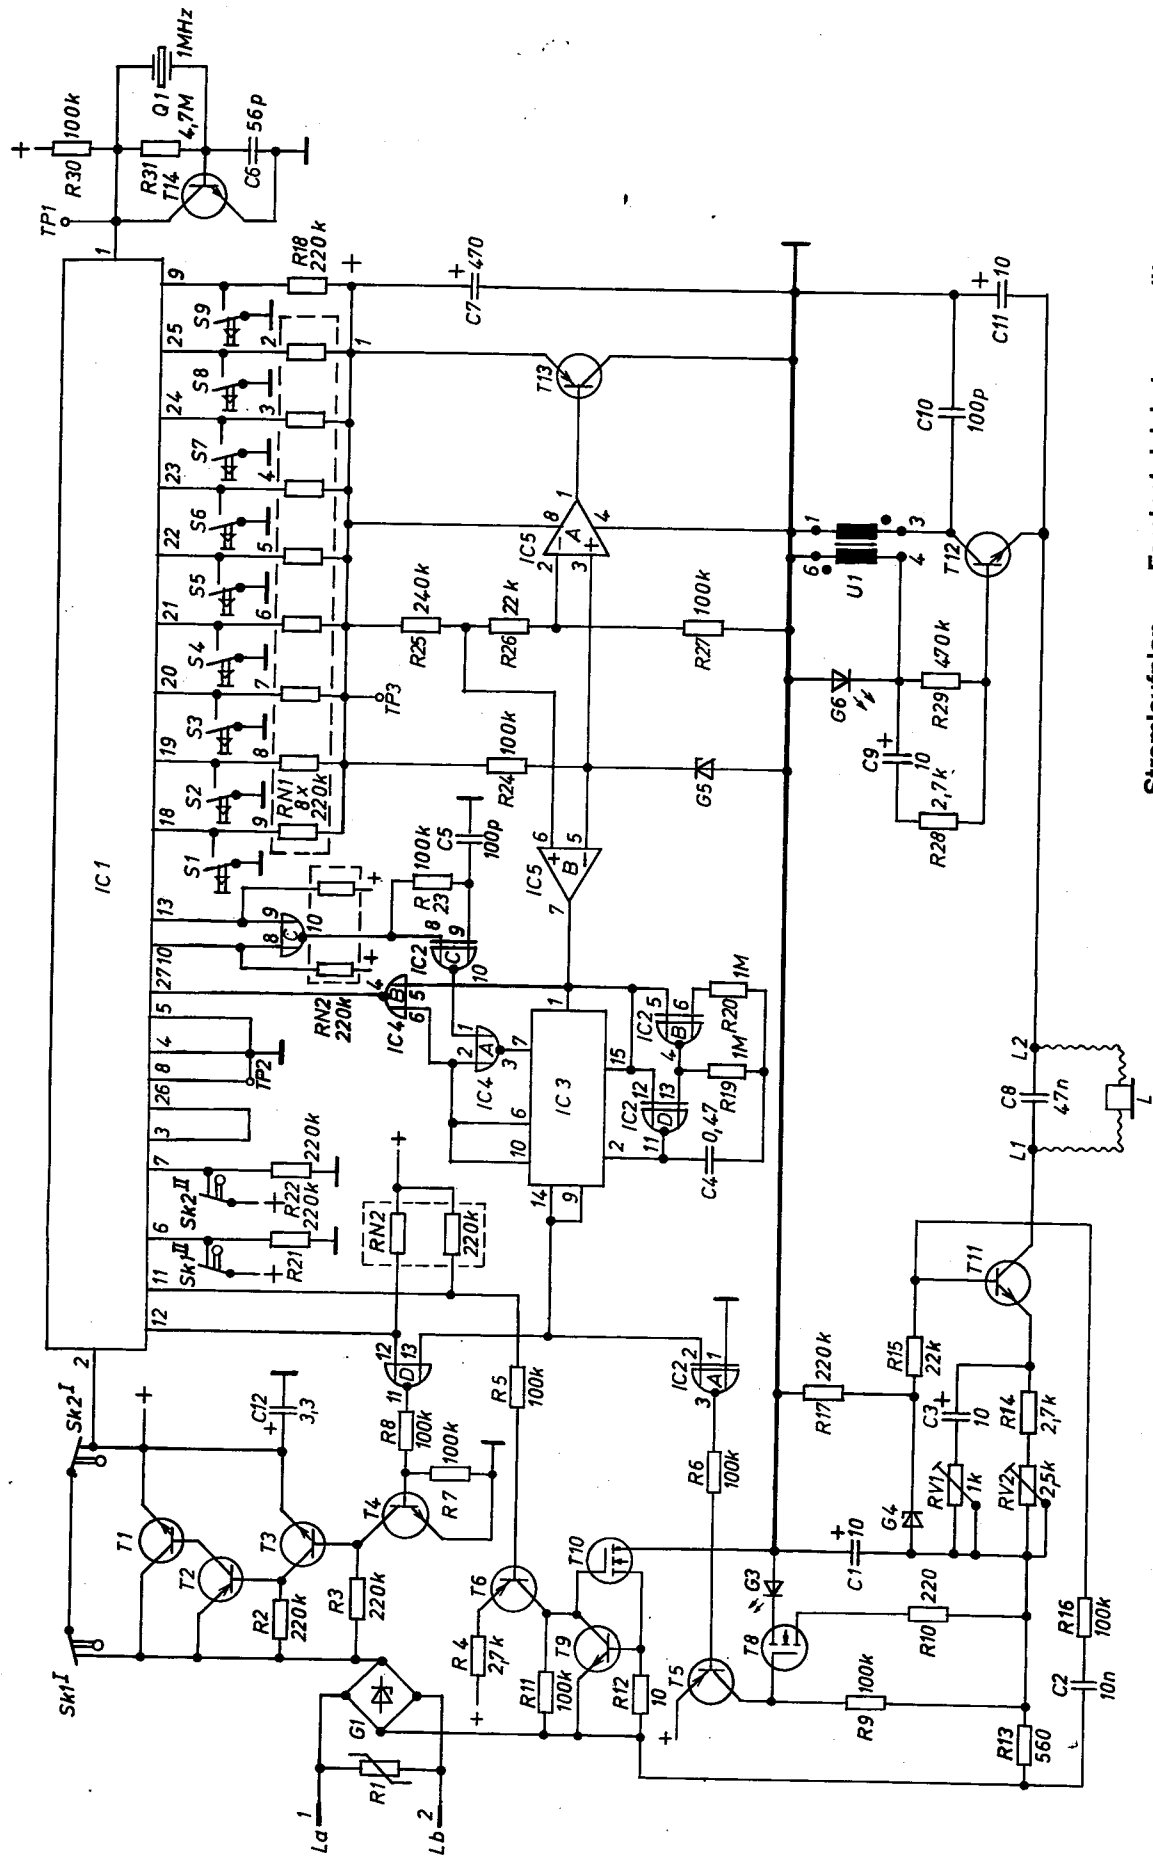 La 1
Lb 2
R1
G1
Sk1 I
Sk2 I
T1
T2
R2
220k
T3
R3
220k
T4
+
C12
+
3,3
R8
100k
R7
100k
11
12
13
D
R4
2,7k
+
T6
R5
100k
R11
100k
T9
T10
R12
10
T5
+
R6
100k
IC2
3
A
2
1
T8
G3
R9
100k
R10
220
R13
560
C2
10n
R16
100k
C1
+
10
G4
R17
220k
R15
22k
C3
+
10
RV1
1k
R14
2,7k
RV2
2,5k
T11
L1
L2
C8
47n
L
IC1
2
12
11
6
7
3
26
8
4
5
27
10
13
18
19
20
21
22
23
24
25
9
1
Sk1 II
+
R21
220k
Sk2 II
+
R22
220k
TP2
RN2
220k
+
RN2
220k
+
+
8
C
9
10
S1
S2
S3
S4
S5
S6
S7
S8
S9
RN1
8x
220k
9
8
7
6
5
4
3
2
1
R18
220k
+
TP3
TP1
+
R30
100k
R31
4,7M
Q1
1MHz
T14
C6
56p
C7
+
470
R
23
100k
C5
100p
IC2
8
9
C
10
IC4
4
B
5
6
IC4
1
2
A
3
IC3
7
6
10
14
9
1
15
2
IC2
5
6
B
4
IC2
12
13
D
11
R19
1M
R20
1M
C4
0,47
IC5
7
B
+
6
5
−
R24
100k
G5
R25
240k
R26
22k
R27
100k
IC5
8
A
1
2
−
3
+
4
T13
G6
C9
+
10
R28
2,7k
R29
470k
U1
6
1
4
3
T12
C10
100p
C11
+
10